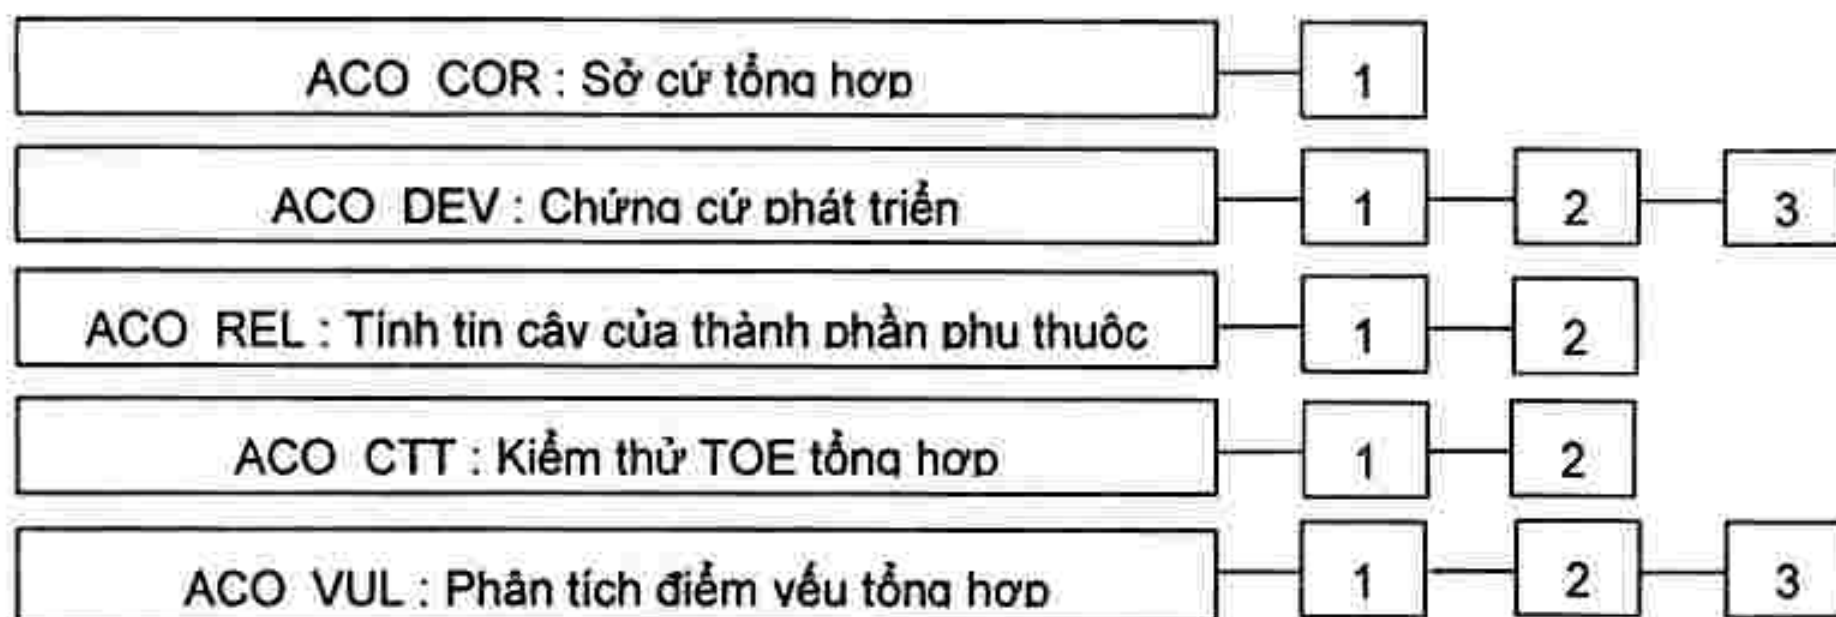 ACO_COR : Sở cứ tổng hợp 1
ACO_DEV : Chứng cứ phát triển 1 2 3
ACO_REL : Tính tin cậy của thành phần phụ thuộc 1 2
ACO_CTT : Kiểm thử TOE tổng hợp 1 2
ACO_VUL : Phân tích điểm yếu tổng hợp 1 2 3